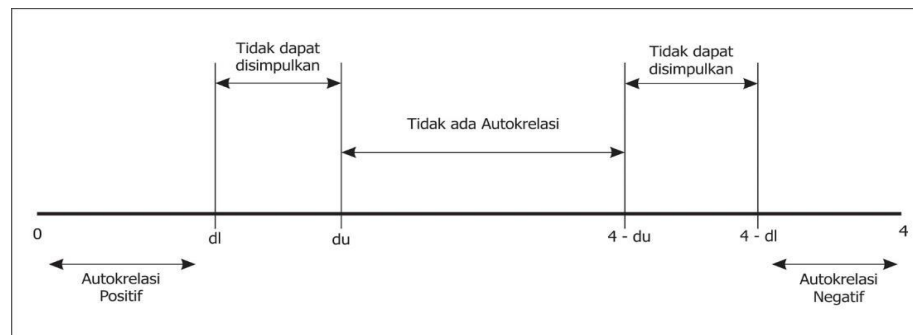 Tidak dapat
disimpulkan
Tidak dapat
disimpulkan
Tidak ada Autokrelasi
0
dl
du
4 - du
4 - dl
4
Autokrelasi
Positif
Autokrelasi
Negatif